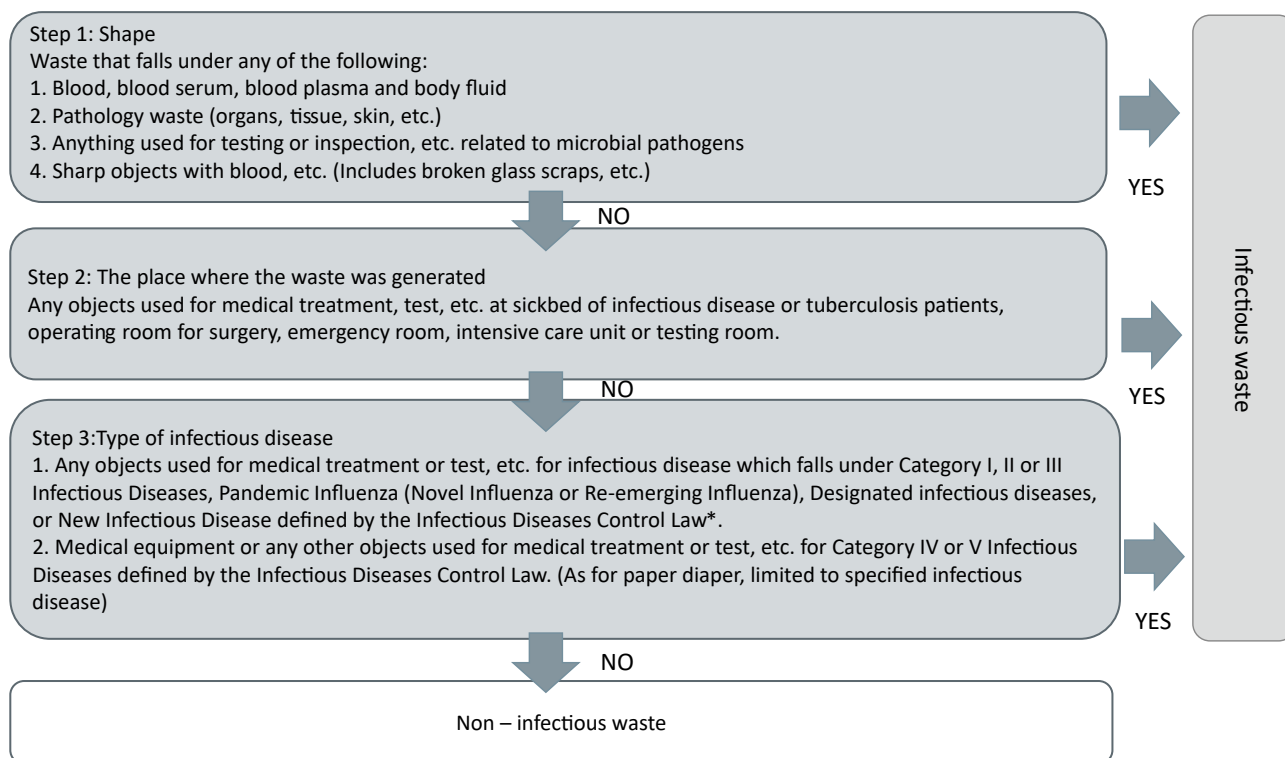 Step 1: Shape
Waste that falls under any of the following:
1. Blood, blood serum, blood plasma and body fluid
2. Pathology waste (organs, tissue, skin, etc.)
3. Anything used for testing or inspection, etc. related to microbial pathogens
4. Sharp objects with blood, etc. (Includes broken glass scraps, etc.)
YES
NO
Step 2: The place where the waste was generated
Any objects used for medical treatment, test, etc. at sickbed of infectious disease or tuberculosis patients,
operating room for surgery, emergency room, intensive care unit or testing room.
YES
NO
Step 3:Type of infectious disease
1. Any objects used for medical treatment or test, etc. for infectious disease which falls under Category I, II or III
Infectious Diseases, Pandemic Influenza (Novel Influenza or Re-emerging Influenza), Designated infectious diseases,
or New Infectious Disease defined by the Infectious Diseases Control Law*.
2. Medical equipment or any other objects used for medical treatment or test, etc. for Category IV or V Infectious
Diseases defined by the Infectious Diseases Control Law. (As for paper diaper, limited to specified infectious
disease)
YES
NO
Infectious waste
Non – infectious waste